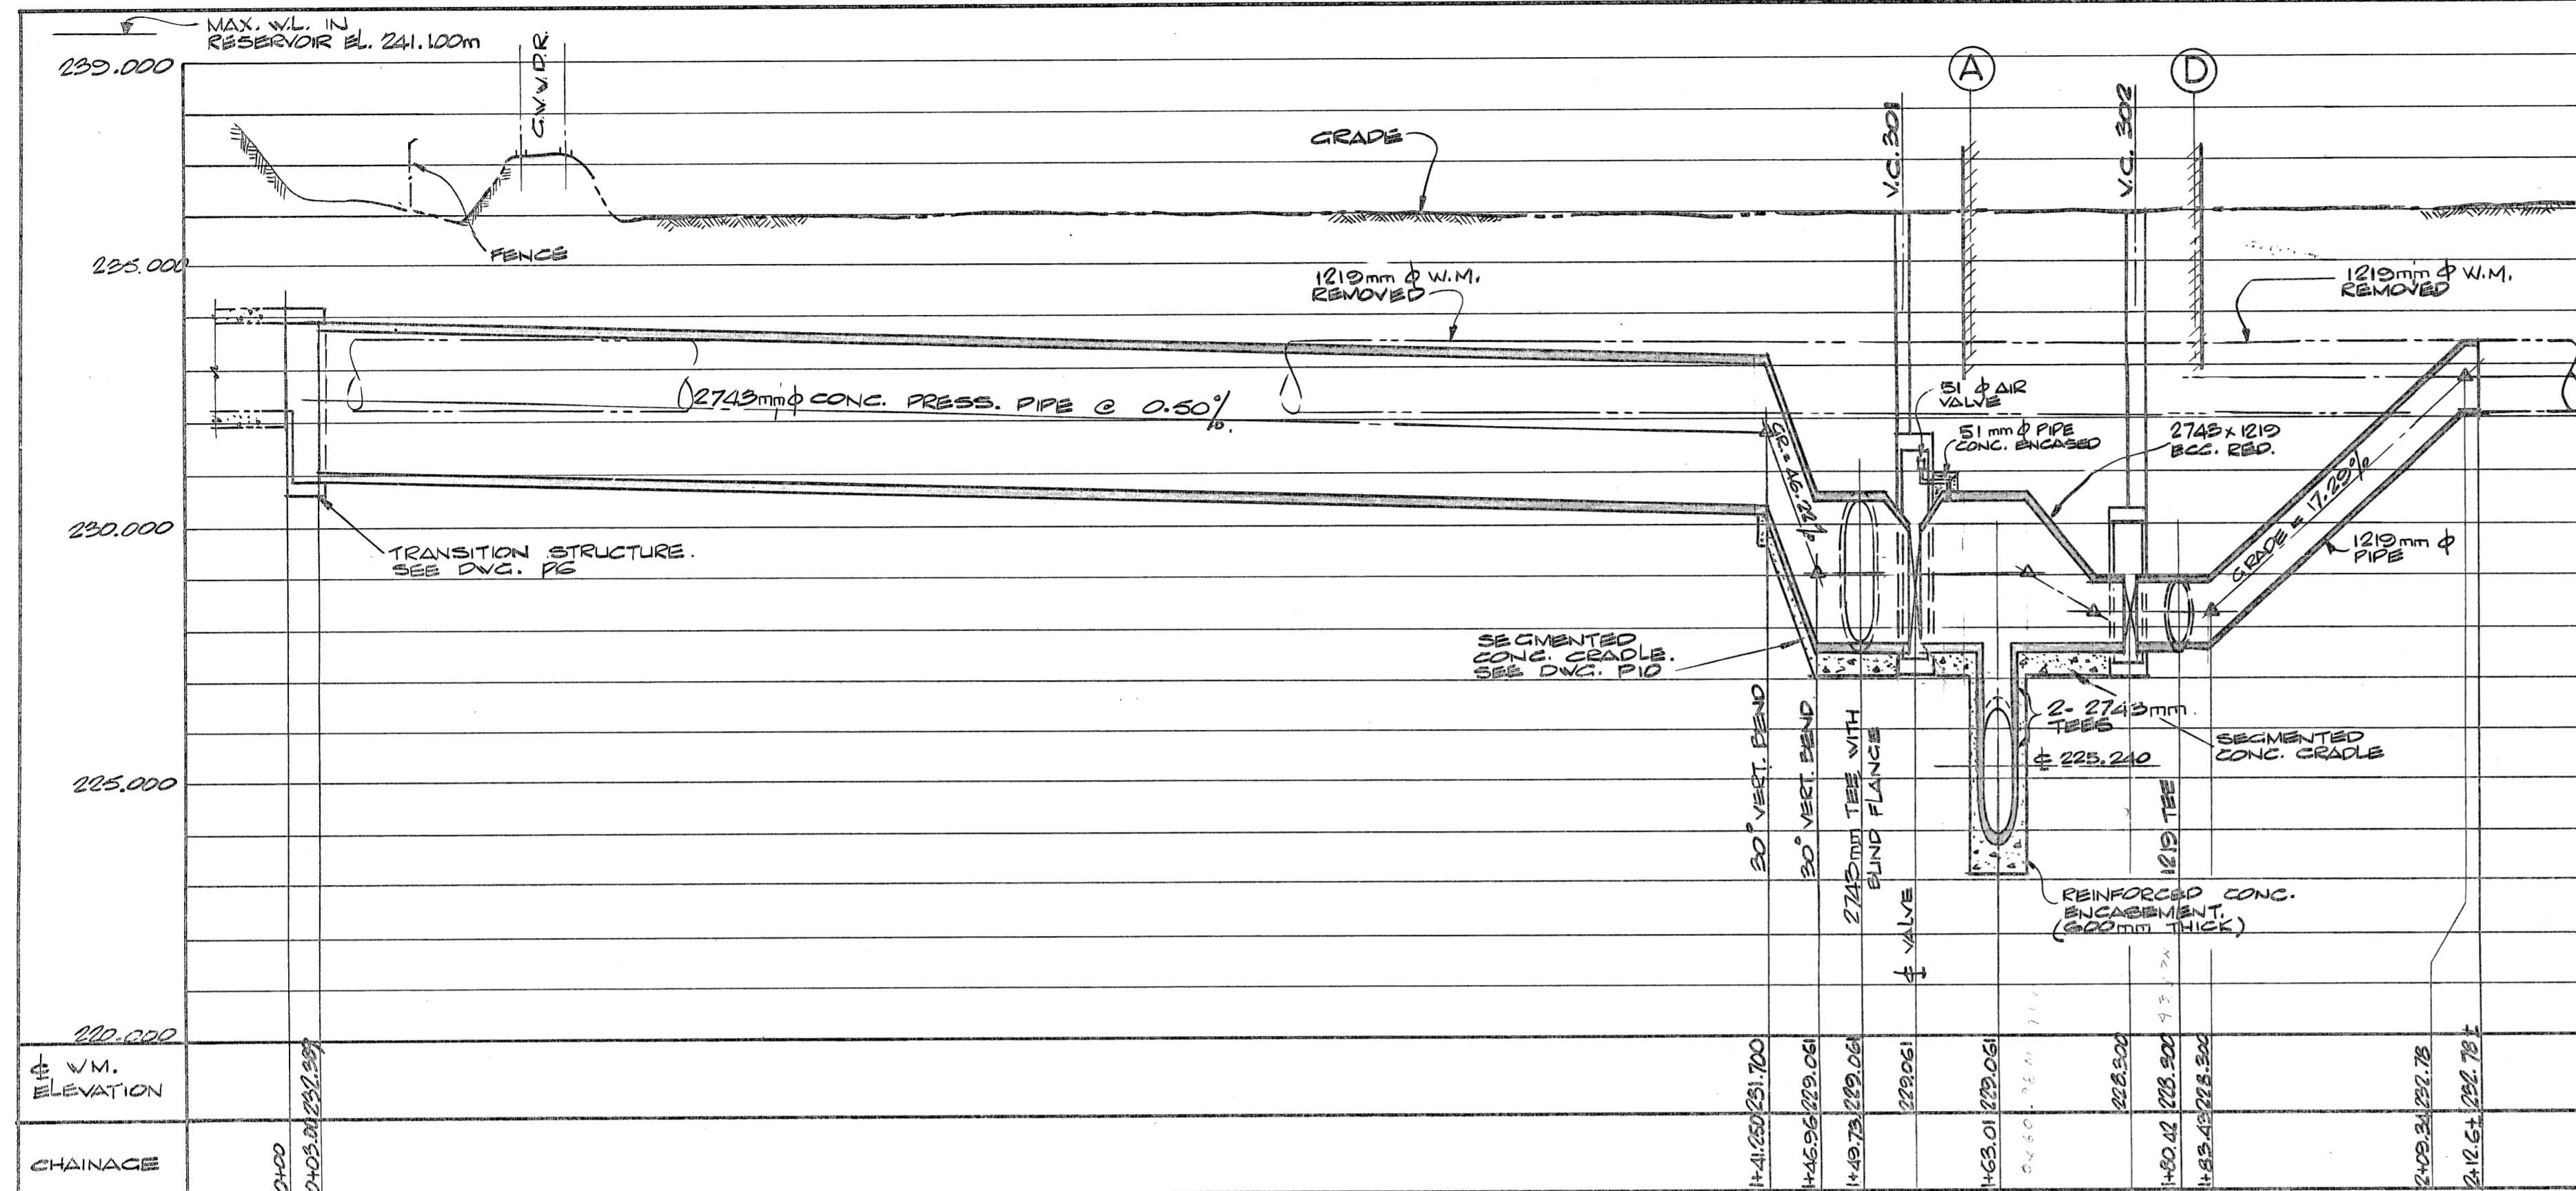 MAX. W.L. IN
RESERVOIR EL. 241.100m
239.000
G.W.W.D.R.
GRADE
V.C. 301
A
V.C. 302
D
FENCE
235.000
1219mm ⌀ W.M.
REMOVED
1219mm ⌀ W.M.
REMOVED
2743mm ⌀ CONC. PRESS. PIPE @ 0.50%
51 ⌀ AIR
VALVE
51 mm ⌀ PIPE
CONC. ENCASED
2743 x 1219
ECC. RED.
GR. = 46.22%
GRADE = 17.29%
1219mm ⌀
PIPE
230.000
TRANSITION STRUCTURE.
SEE DWG. P6
SEGMENTED
CONC. CRADLE.
SEE DWG. P10
2- 2743mm
TEES
SEGMENTED
CONC. CRADLE
℄ 225.240
225.000
30° VERT. BEND
30° VERT. BEND
2743mm TEE WITH
BLIND FLANGE
℄ VALVE
1219 TEE
REINFORCED CONC.
ENCASEMENT.
(600mm THICK)
220.000
℄ WM.
ELEVATION
232.389
231.700
229.061
229.061
229.061
229.061
228.300
228.300
228.300
232.78
232.78 ±
CHAINAGE
0+00
0+03.00
1+41.250
1+46.96
1+49.73
1+63.01
1+80.42
1+83.43
2+09.34
2+12.6±